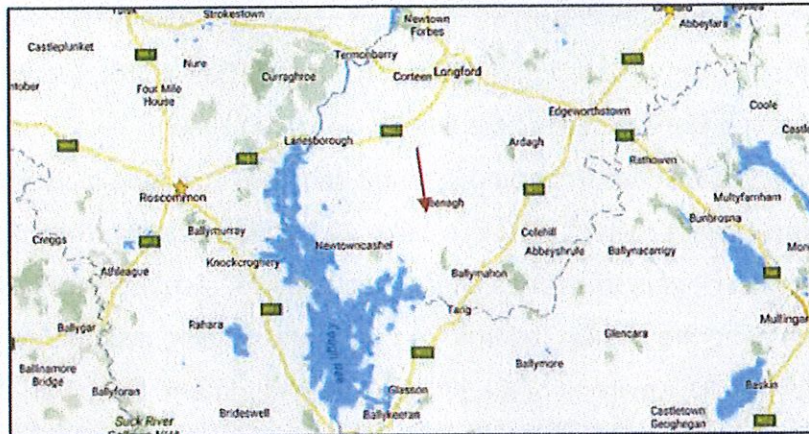 Strokestown
Newtown
Forbes
Abbeylara
Castleplunket
Nure
Termonbarry
Curraghroe
Corteen
Longford
Four Mile
House
Edgeworthstown
Coole
Lanesborough
Ardagh
Rathowen
Roscommon
Multyfarnham
Bunbrosna
Creggs
Ballymurray
Newtowncashel
Colehill
Abbeyshrule
Ballynacarrigy
Athleague
Knockcroghery
Ballymahon
Tang
Ballygar
Rahara
Glencara
Mullingar
Ballinamore
Bridge
Ballymore
Ballyforan
Glasson
Baskin
Brideswell
Ballykeeran
Castletown
Geoghegan
Suck River